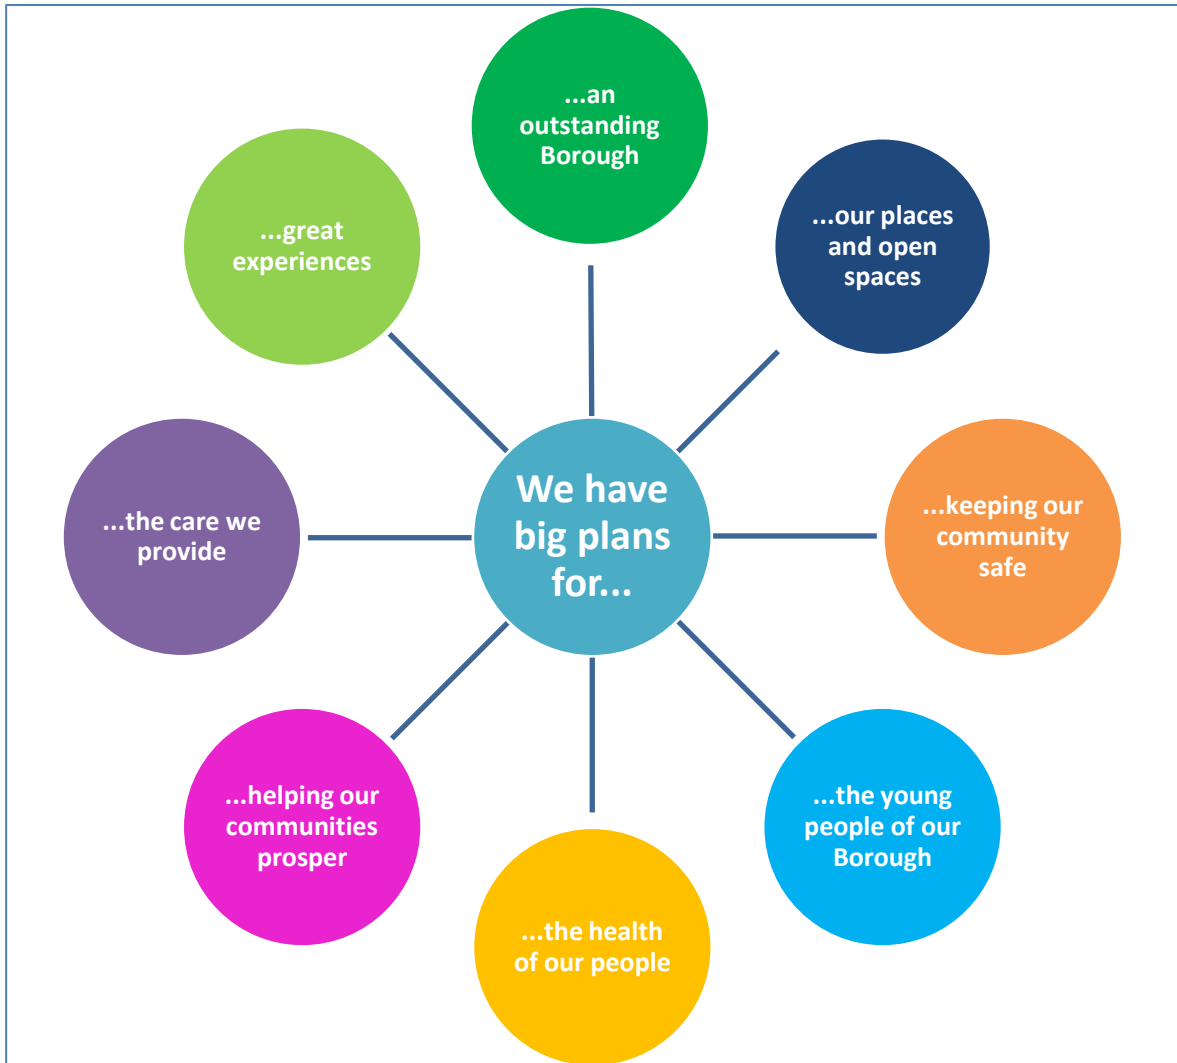 ...an
outstanding
Borough
...our places
and open
spaces
...keeping our
community
safe
...the young
people of our
Borough
...the health
of our people
...helping our
communities
prosper
...the care we
provide
...great
experiences
We have
big plans
for...